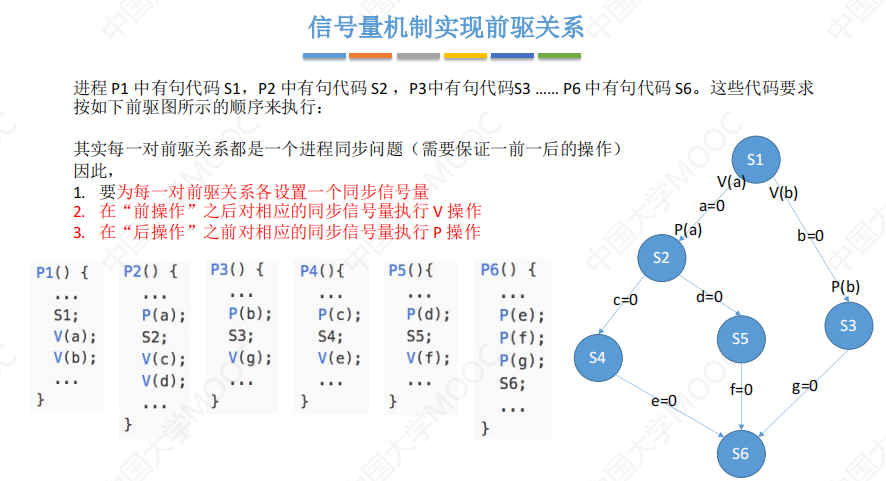 信号量机制实现前驱关系
进程 P1 中有句代码 S1，P2 中有句代码 S2 ，P3中有句代码S3 …… P6 中有句代码 S6。这些代码要求
按如下前驱图所示的顺序来执行：
其实每一对前驱关系都是一个进程同步问题（需要保证一前一后的操作）
因此，
1. 要为每一对前驱关系各设置一个同步信号量
2. 在“前操作”之后对相应的同步信号量执行 V 操作
3. 在“后操作”之前对相应的同步信号量执行 P 操作
P1() {
...
S1;
V(a);
V(b);
...
}
P2() {
...
P(a);
S2;
V(c);
V(d);
...
}
P3() {
...
P(b);
S3;
V(g);
...
}
P4(){
...
P(c);
S4;
V(e);
...
}
P5(){
...
P(d);
S5;
V(f);
...
}
P6() {
...
P(e);
P(f);
P(g);
S6;
...
}
S1
V(a)
V(b)
a=0
P(a)
b=0
S2
P(b)
c=0
d=0
S3
S4
S5
e=0
f=0
g=0
S6
中国大学MOOC